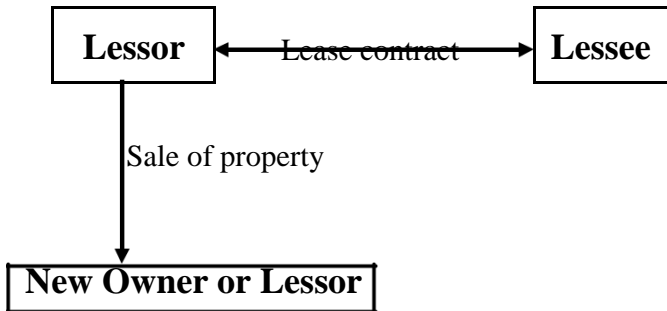 Lessor
Lease contract
Lessee
Sale of property
New Owner or Lessor